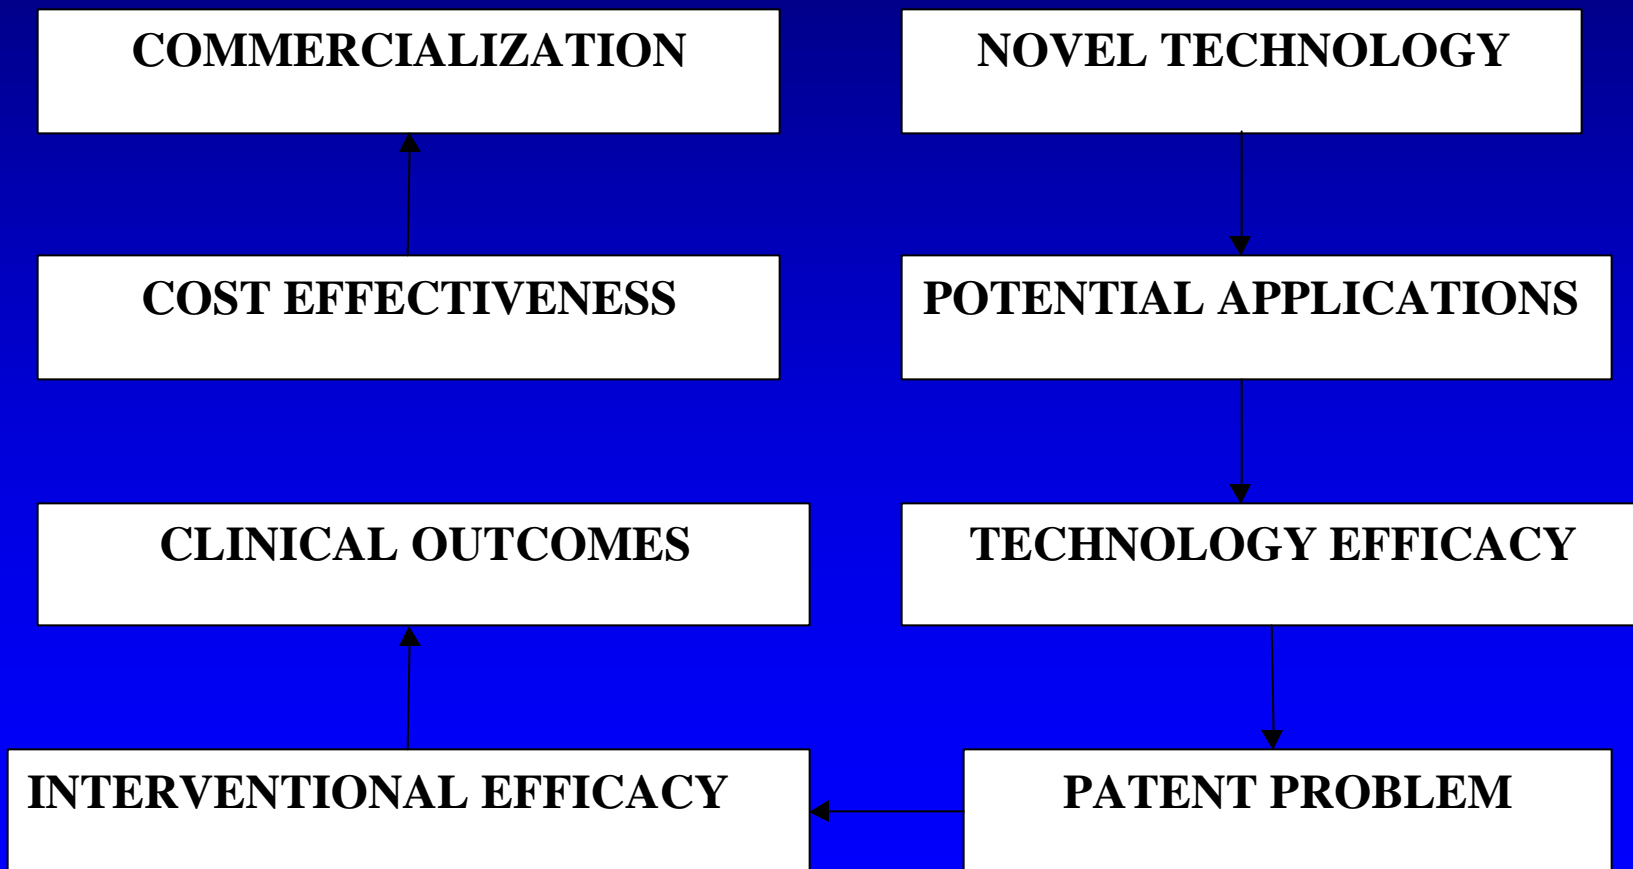 COMMERCIALIZATION
NOVEL TECHNOLOGY
COST EFFECTIVENESS
POTENTIAL APPLICATIONS
CLINICAL OUTCOMES
TECHNOLOGY EFFICACY
INTERVENTIONAL EFFICACY
PATENT PROBLEM